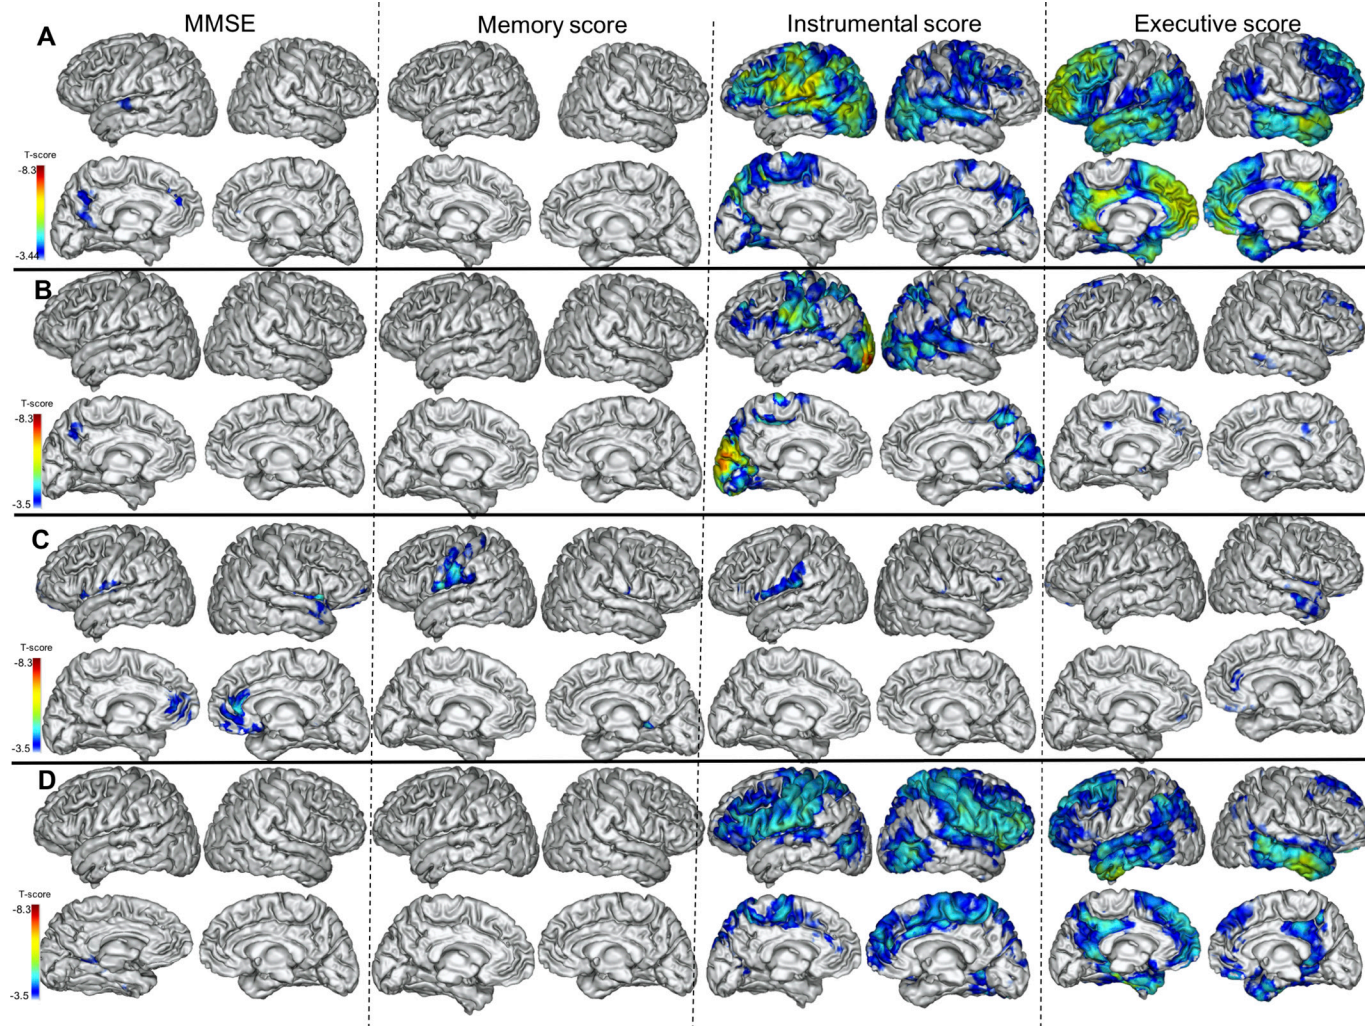 MMSE
Memory score
Instrumental score
Executive score
A
T-score
-8.3
-3.44
B
T-score
-8.3
-3.5
C
T-score
-8.3
-3.5
D
T-score
-8.3
-3.5